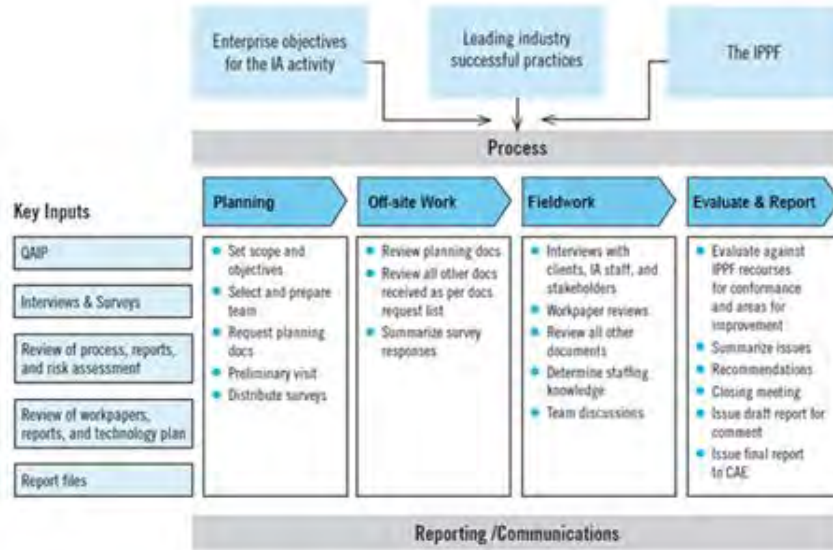 Enterprise objectives
for the IA activity
Leading industry
successful practices
The IPPF
Process
Key Inputs
QAIP
Interviews & Surveys
Review of process, reports,
and risk assessment
Review of workpapers,
reports, and technology plan
Report files
Planning
Set scope and
objectives
Select and prepare
team
Request planning
docs
Preliminary visit
Distribute surveys
Off-site Work
Review planning docs
Review all other docs
received as per docs
request list
Summarize survey
responses
Fieldwork
Interviews with
clients, IA staff, and
stakeholders
Workpaper reviews
Review all other
documents
Determine staffing
knowledge
Team discussions
Evaluate & Report
Evaluate against
IPPF recourses
for conformance
and areas for
improvement
Summarize issues
Recommendations
Closing meeting
Issue draft report for
comment
Issue final report
to CAE
Reporting /Communications